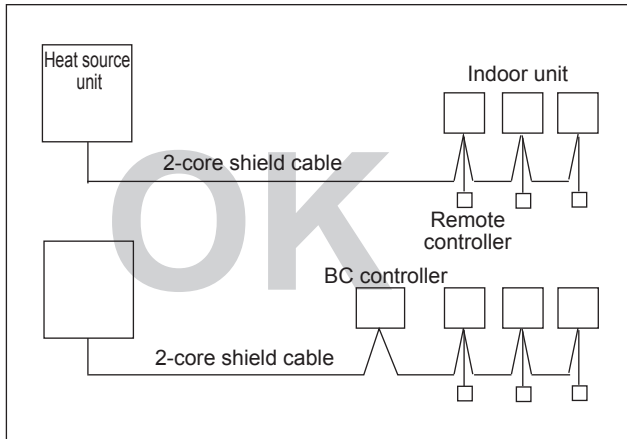 Heat source
unit
Indoor unit
2-core shield cable
Remote
controller
OK
BC controller
2-core shield cable